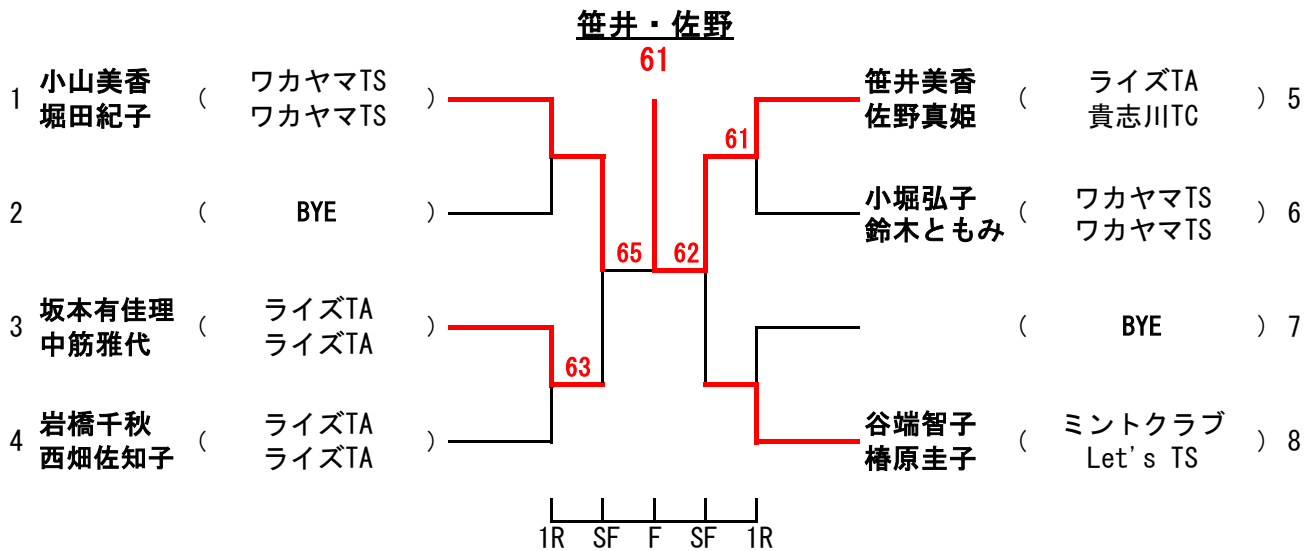 笹井・佐野
61
1 小山美香 ( ワカヤマTS )
堀田紀子 ワカヤマTS
2 ( BYE )
3 坂本有佳理 ( ライズTA )
中筋雅代 ライズTA
4 岩橋千秋 ( ライズTA )
西畑佐知子 ライズTA
65
63
62
61
笹井美香 ( ライズTA ) 5
佐野真姫 貴志川TC
小堀弘子 ( ワカヤマTS ) 6
鈴木ともみ ワカヤマTS
( BYE ) 7
谷端智子 ( ミントクラブ ) 8
椿原圭子 Let's TS
1R SF F SF 1R